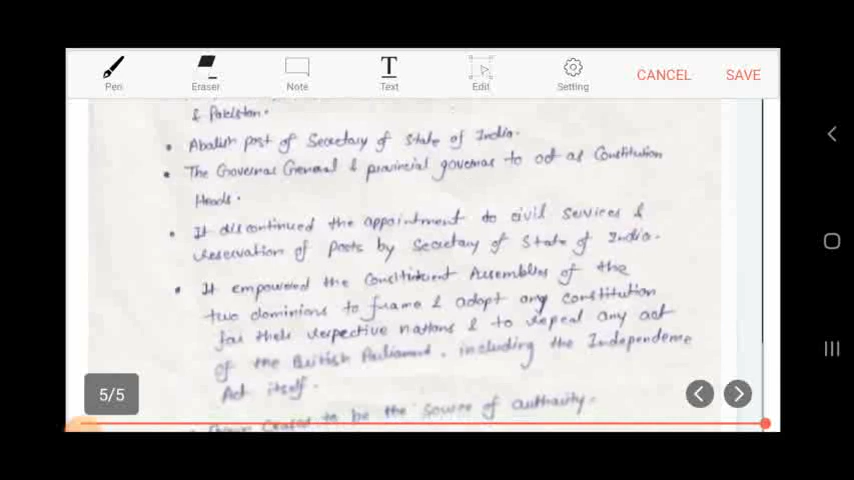 Pen Eraser Note Text Edit Setting CANCEL SAVE
& Pakistan.
• Abolish post of Secretary of State of India.
• The Governor General & provincial governor to act as Constitution
Heads.
• It discontinued the appointment to civil services &
reservation of posts by Secretary of State of India.
• It empowered the Constituent Assemblies of the
two dominions to frame & adopt any constitution
for their respective nations & to repeal any act
of the British Parliament, including the Independence
Act itself.
5/5
ceased to be the source of authority.